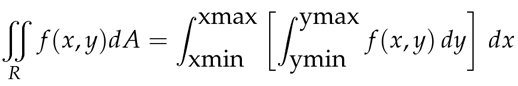 ∬_R f(x,y)dA = ∫_xmin^xmax [∫_ymin^ymax f(x,y) dy] dx